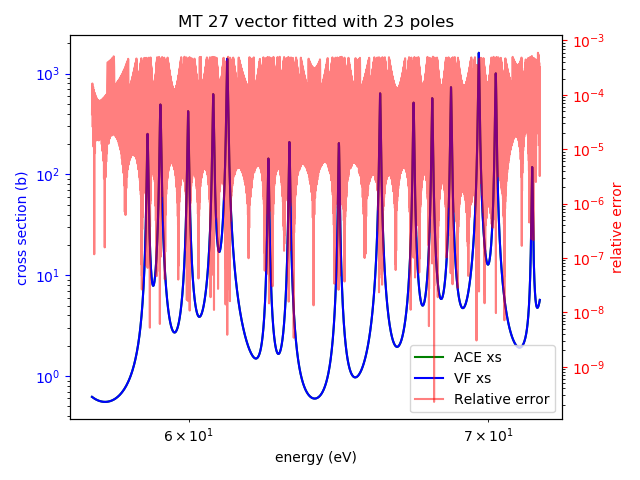 MT 27 vector fitted with 23 poles
cross section (b)
10³
10²
10¹
10⁰
10⁻³
10⁻⁴
10⁻⁵
10⁻⁶
10⁻⁷
10⁻⁸
10⁻⁹
relative error
ACE xs
VF xs
Relative error
6 × 10¹
7 × 10¹
energy (eV)